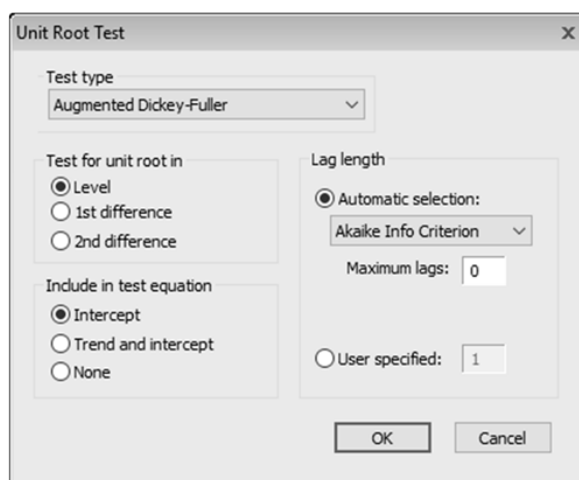 Unit Root Test
x
Test type
Augmented Dickey-Fuller
Test for unit root in
Level
1st difference
2nd difference
Include in test equation
Intercept
Trend and intercept
None
Lag length
Automatic selection:
Akaike Info Criterion
Maximum lags: 0
User specified: 1
OK
Cancel